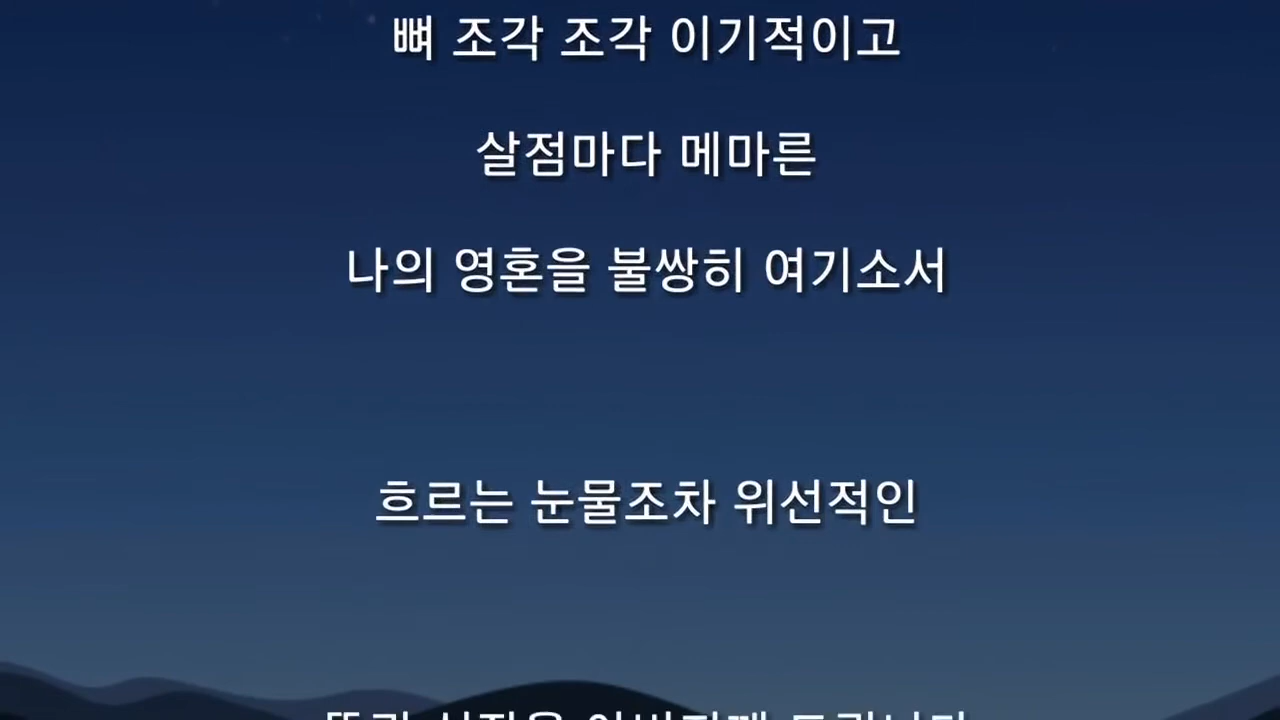 뼈 조각 조각 이기적이고
살점마다 메마른
나의 영혼을 불쌍히 여기소서
흐르는 눈물조차 위선적인